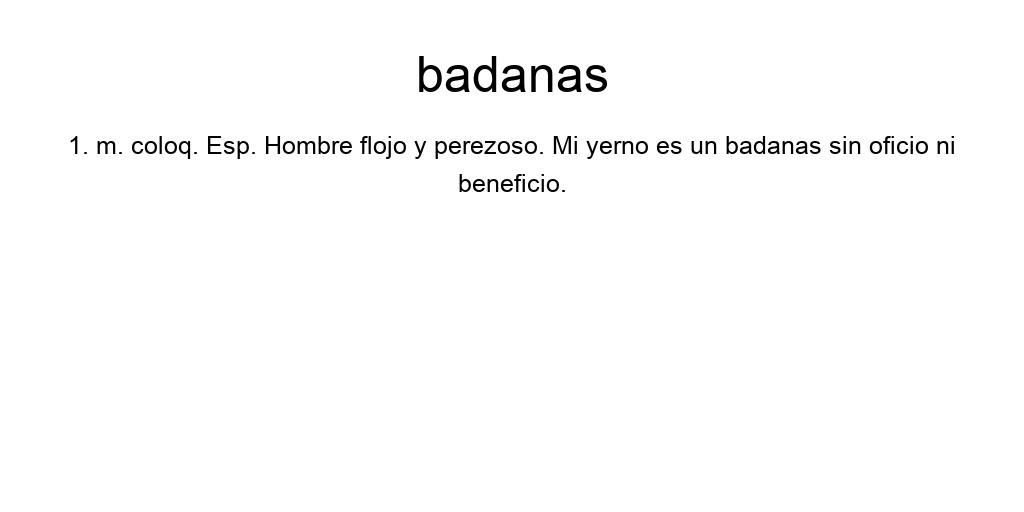 badanas
1. m. coloq. Esp. Hombre flojo y perezoso. Mi yerno es un badanas sin oficio ni
beneficio.